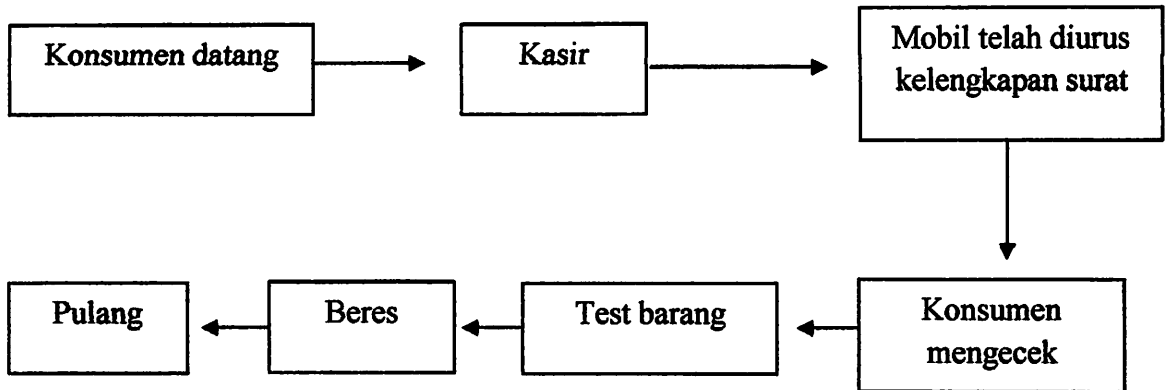 Konsumen datang
Kasir
Mobil telah diurus
kelengkapan surat
Konsumen
mengecek
Test barang
Beres
Pulang